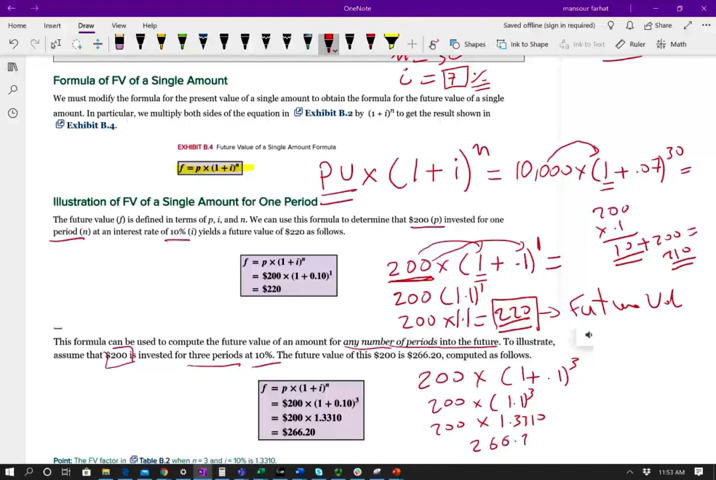 OneNote
mansour farhat
Home Insert Draw View Help
Saved offline (sign in required)
Share
Shapes Ink to Shape Ink to Text Ruler Math
i = 7 %
Formula of FV of a Single Amount
We must modify the formula for the present value of a single amount to obtain the formula for the future value of a single
amount. In particular, we multiply both sides of the equation in Exhibit B.2 by (1 + i)ⁿ to get the result shown in
Exhibit B.4.
EXHIBIT B.4 Future Value of a Single Amount Formula
f = p × (1 + i)ⁿ
PV x (1+i)ⁿ = 10,000 x (1 + .07)³⁰ =
Illustration of FV of a Single Amount for One Period
The future value (f) is defined in terms of p, i, and n. We can use this formula to determine that $200 (p) invested for one
period (n) at an interest rate of 10% (i) yields a future value of $220 as follows.
200
x .1
10 + 200 =
210
f = p × (1 + i)ⁿ
= $200 × (1 + 0.10)¹
= $220
200 x (1 + .1)¹ =
200 (1.1)¹
200 x 1.1 = 220 → Future Val
This formula can be used to compute the future value of an amount for any number of periods into the future. To illustrate,
assume that $200 is invested for three periods at 10%. The future value of this $200 is $266.20, computed as follows.
f = p × (1 + i)ⁿ
= $200 × (1 + 0.10)³
= $200 × 1.3310
= $266.20
200 x (1 + .1)³
200 x (1.1)³
200 x 1.3310
266.2
Point: The FV factor in Table B.2 when n = 3 and i = 10% is 1.3310.
11:53 AM